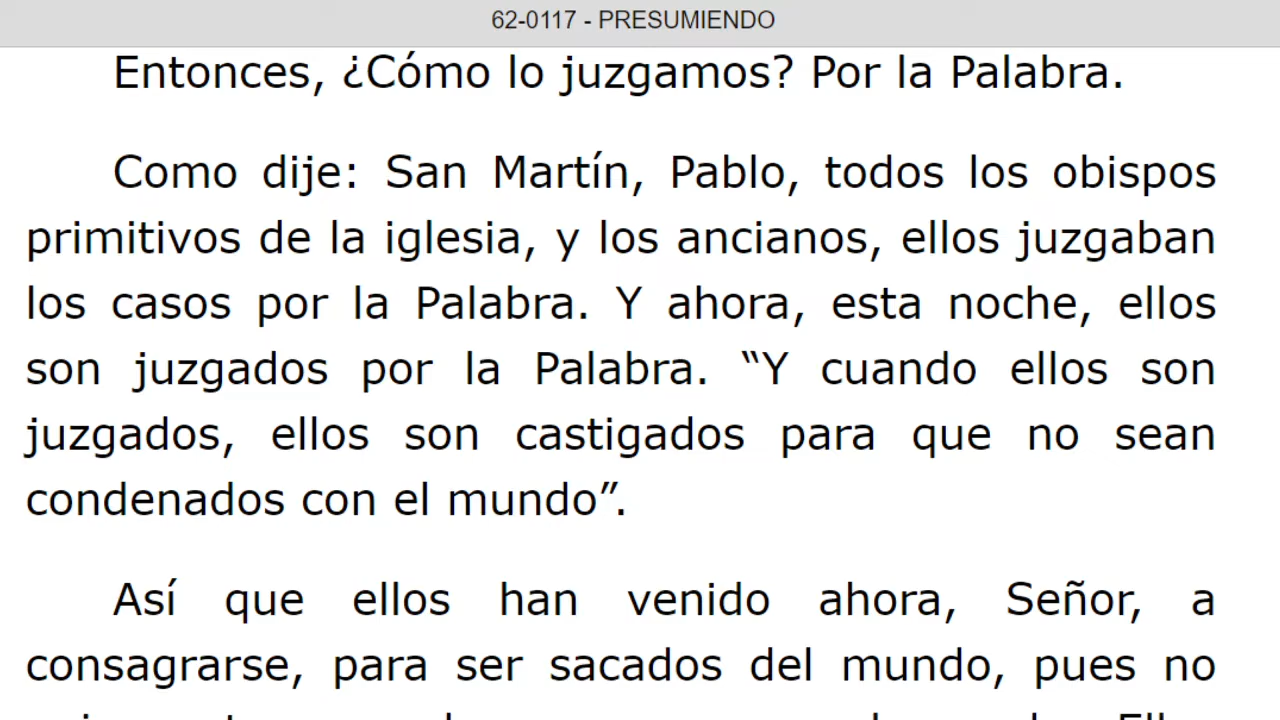 62-0117 - PRESUMIENDO
Entonces, ¿Cómo lo juzgamos? Por la Palabra.
Como dije: San Martín, Pablo, todos los obispos
primitivos de la iglesia, y los ancianos, ellos juzgaban
los casos por la Palabra. Y ahora, esta noche, ellos
son juzgados por la Palabra. “Y cuando ellos son
juzgados, ellos son castigados para que no sean
condenados con el mundo”.
Así que ellos han venido ahora, Señor, a
consagrarse, para ser sacados del mundo, pues no